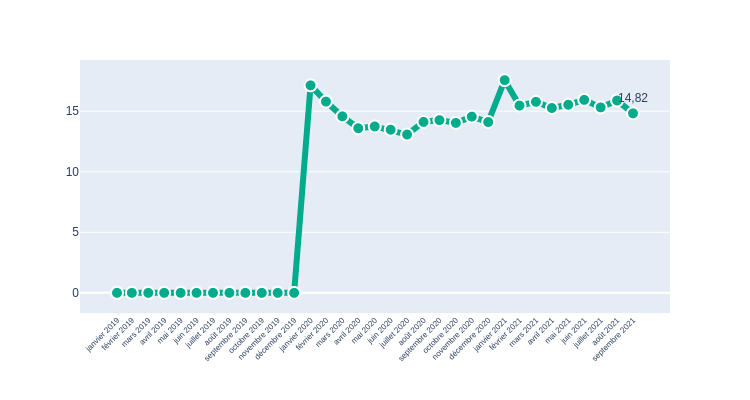 14,82
15
10
5
0
janvier 2019
février 2019
mars 2019
avril 2019
mai 2019
juin 2019
juillet 2019
août 2019
septembre 2019
octobre 2019
novembre 2019
décembre 2019
janvier 2020
février 2020
mars 2020
avril 2020
mai 2020
juin 2020
juillet 2020
août 2020
septembre 2020
octobre 2020
novembre 2020
décembre 2020
janvier 2021
février 2021
mars 2021
avril 2021
mai 2021
juin 2021
juillet 2021
août 2021
septembre 2021